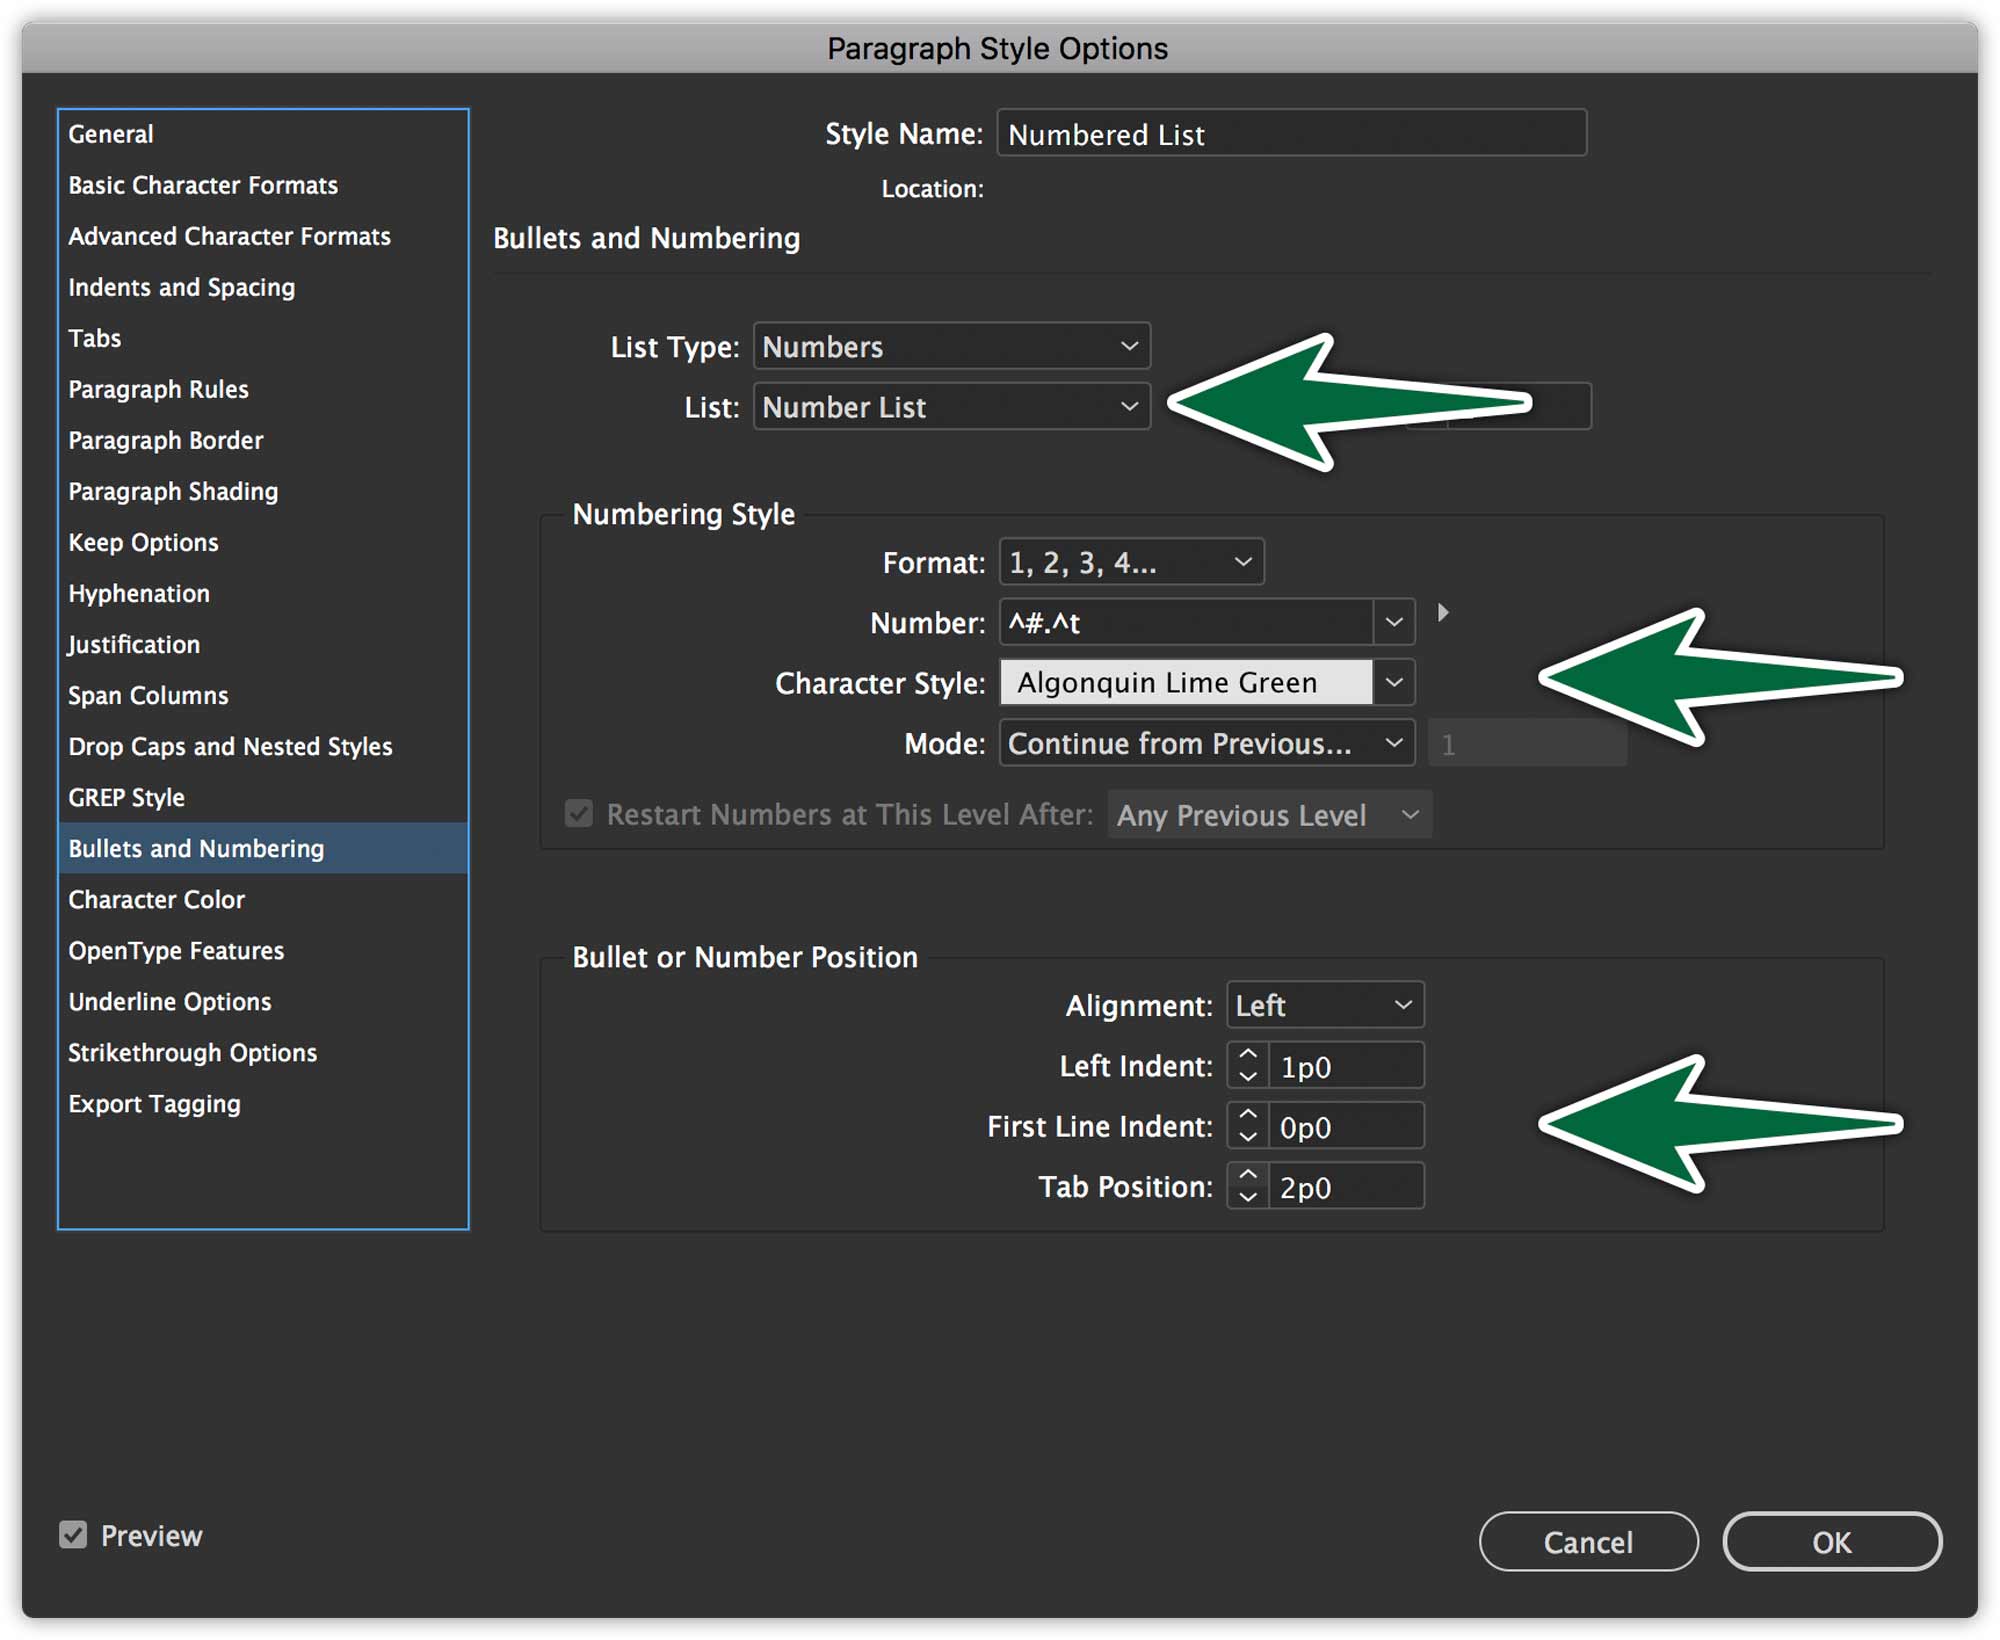 Paragraph Style Options
General
Basic Character Formats
Advanced Character Formats
Indents and Spacing
Tabs
Paragraph Rules
Paragraph Border
Paragraph Shading
Keep Options
Hyphenation
Justification
Span Columns
Drop Caps and Nested Styles
GREP Style
Bullets and Numbering
Character Color
OpenType Features
Underline Options
Strikethrough Options
Export Tagging
Style Name: Numbered List
Location:
Bullets and Numbering
List Type: Numbers
List: Number List
Numbering Style
Format: 1, 2, 3, 4...
Number: ^#.^t
Character Style: Algonquin Lime Green
Mode: Continue from Previous... 1
Restart Numbers at This Level After: Any Previous Level
Bullet or Number Position
Alignment: Left
Left Indent: 1p0
First Line Indent: 0p0
Tab Position: 2p0
Preview
Cancel OK